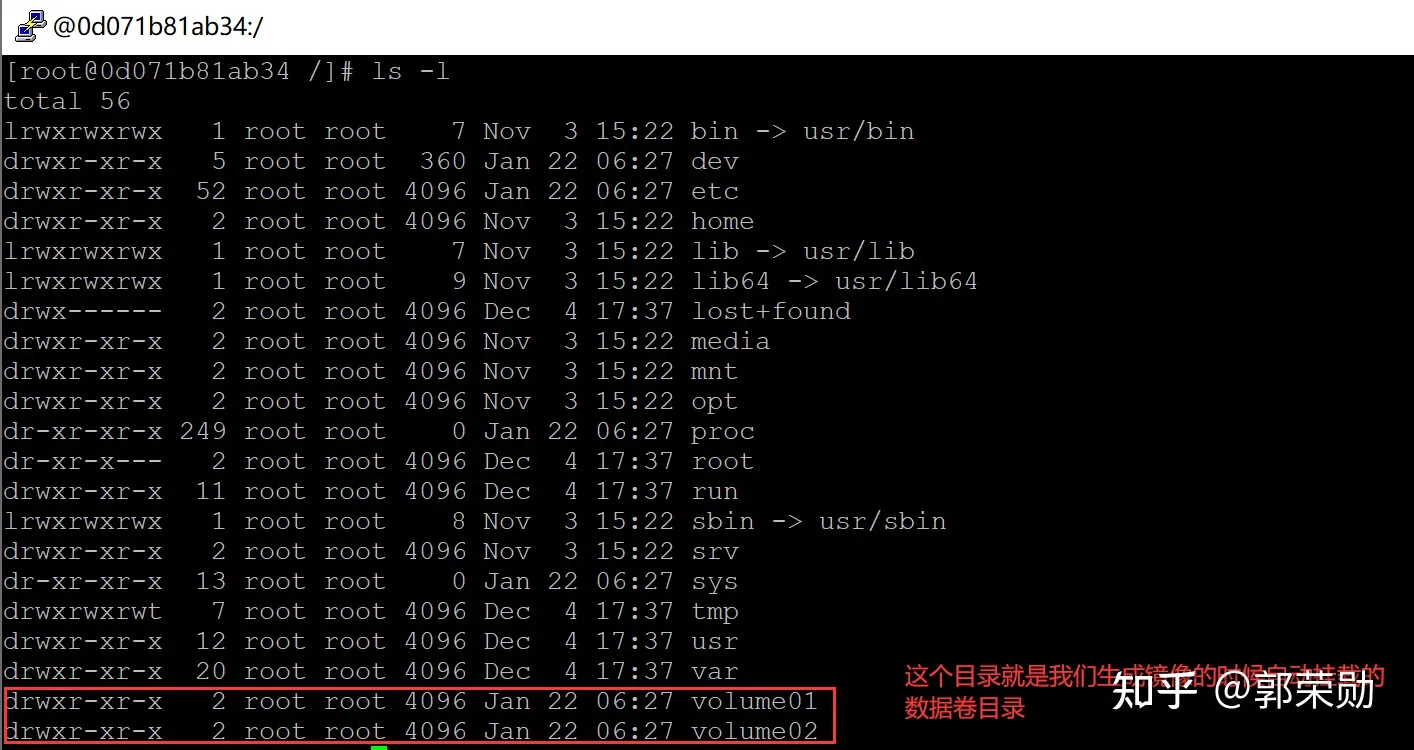 @0d071b81ab34:/
[root@0d071b81ab34 /]# ls -l
total 56
lrwxrwxrwx   1 root root    7 Nov  3 15:22 bin -> usr/bin
drwxr-xr-x   5 root root  360 Jan 22 06:27 dev
drwxr-xr-x  52 root root 4096 Jan 22 06:27 etc
drwxr-xr-x   2 root root 4096 Nov  3 15:22 home
lrwxrwxrwx   1 root root    7 Nov  3 15:22 lib -> usr/lib
lrwxrwxrwx   1 root root    9 Nov  3 15:22 lib64 -> usr/lib64
drwx------   2 root root 4096 Dec  4 17:37 lost+found
drwxr-xr-x   2 root root 4096 Nov  3 15:22 media
drwxr-xr-x   2 root root 4096 Nov  3 15:22 mnt
drwxr-xr-x   2 root root 4096 Nov  3 15:22 opt
dr-xr-xr-x 249 root root    0 Jan 22 06:27 proc
dr-xr-x---   2 root root 4096 Dec  4 17:37 root
drwxr-xr-x  11 root root 4096 Dec  4 17:37 run
lrwxrwxrwx   1 root root    8 Nov  3 15:22 sbin -> usr/sbin
drwxr-xr-x   2 root root 4096 Nov  3 15:22 srv
dr-xr-xr-x  13 root root    0 Jan 22 06:27 sys
drwxrwxrwt   7 root root 4096 Dec  4 17:37 tmp
drwxr-xr-x  12 root root 4096 Dec  4 17:37 usr
drwxr-xr-x  20 root root 4096 Dec  4 17:37 var
drwxr-xr-x   2 root root 4096 Jan 22 06:27 volume01
drwxr-xr-x   2 root root 4096 Jan 22 06:27 volume02
这个目录就是我们生成镜像的时候自动挂载的
数据卷目录
知乎 @郭荣勋